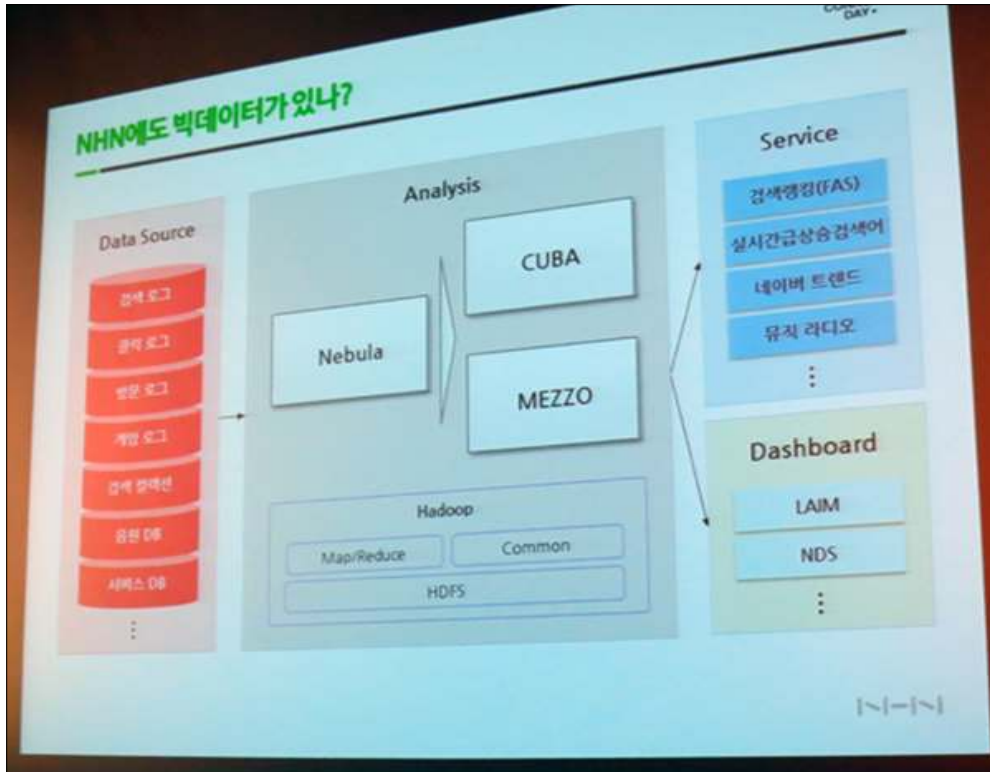 DAY.
NHN에도 빅데이터가 있나?
Data Source
검색 로그
클릭 로그
방문 로그
게임 로그
검색 컬렉션
음원 DB
서비스 DB
Analysis
Nebula
CUBA
MEZZO
Hadoop
Map/Reduce
Common
HDFS
Service
검색랭킹(FAS)
실시간급상승검색어
네이버 트렌드
뮤직 라디오
Dashboard
LAIM
NDS
NHN